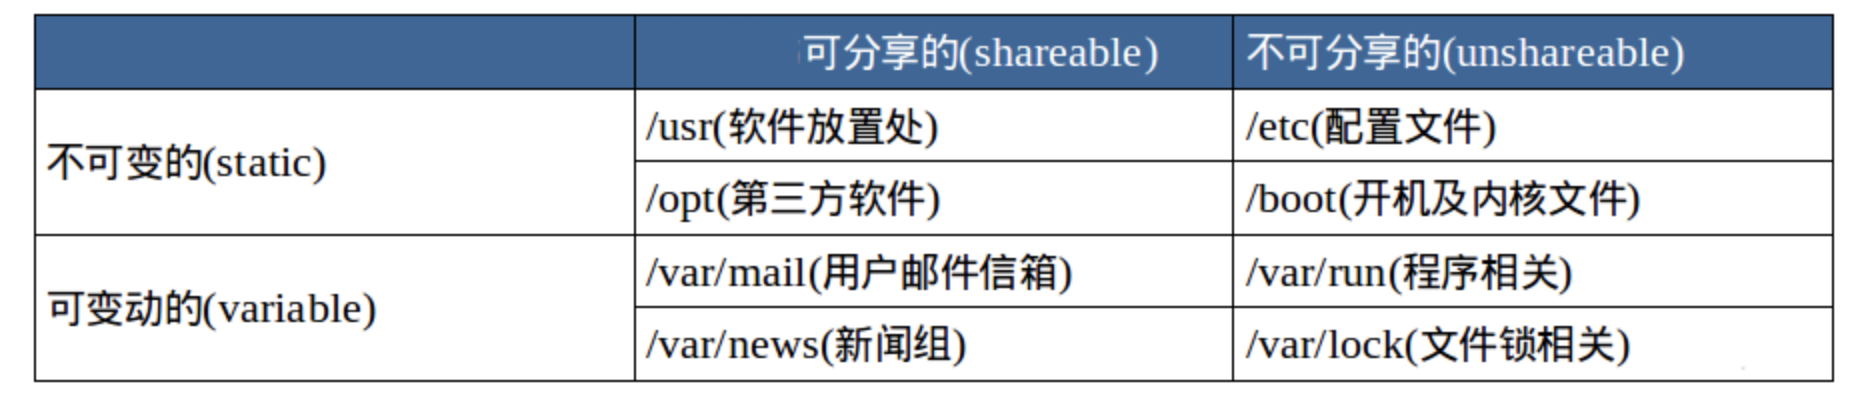 可分享的(shareable) 不可分享的(unshareable)
不可变的(static) /usr(软件放置处) /etc(配置文件)
/opt(第三方软件) /boot(开机及内核文件)
可变动的(variable) /var/mail(用户邮件信箱) /var/run(程序相关)
/var/news(新闻组) /var/lock(文件锁相关)